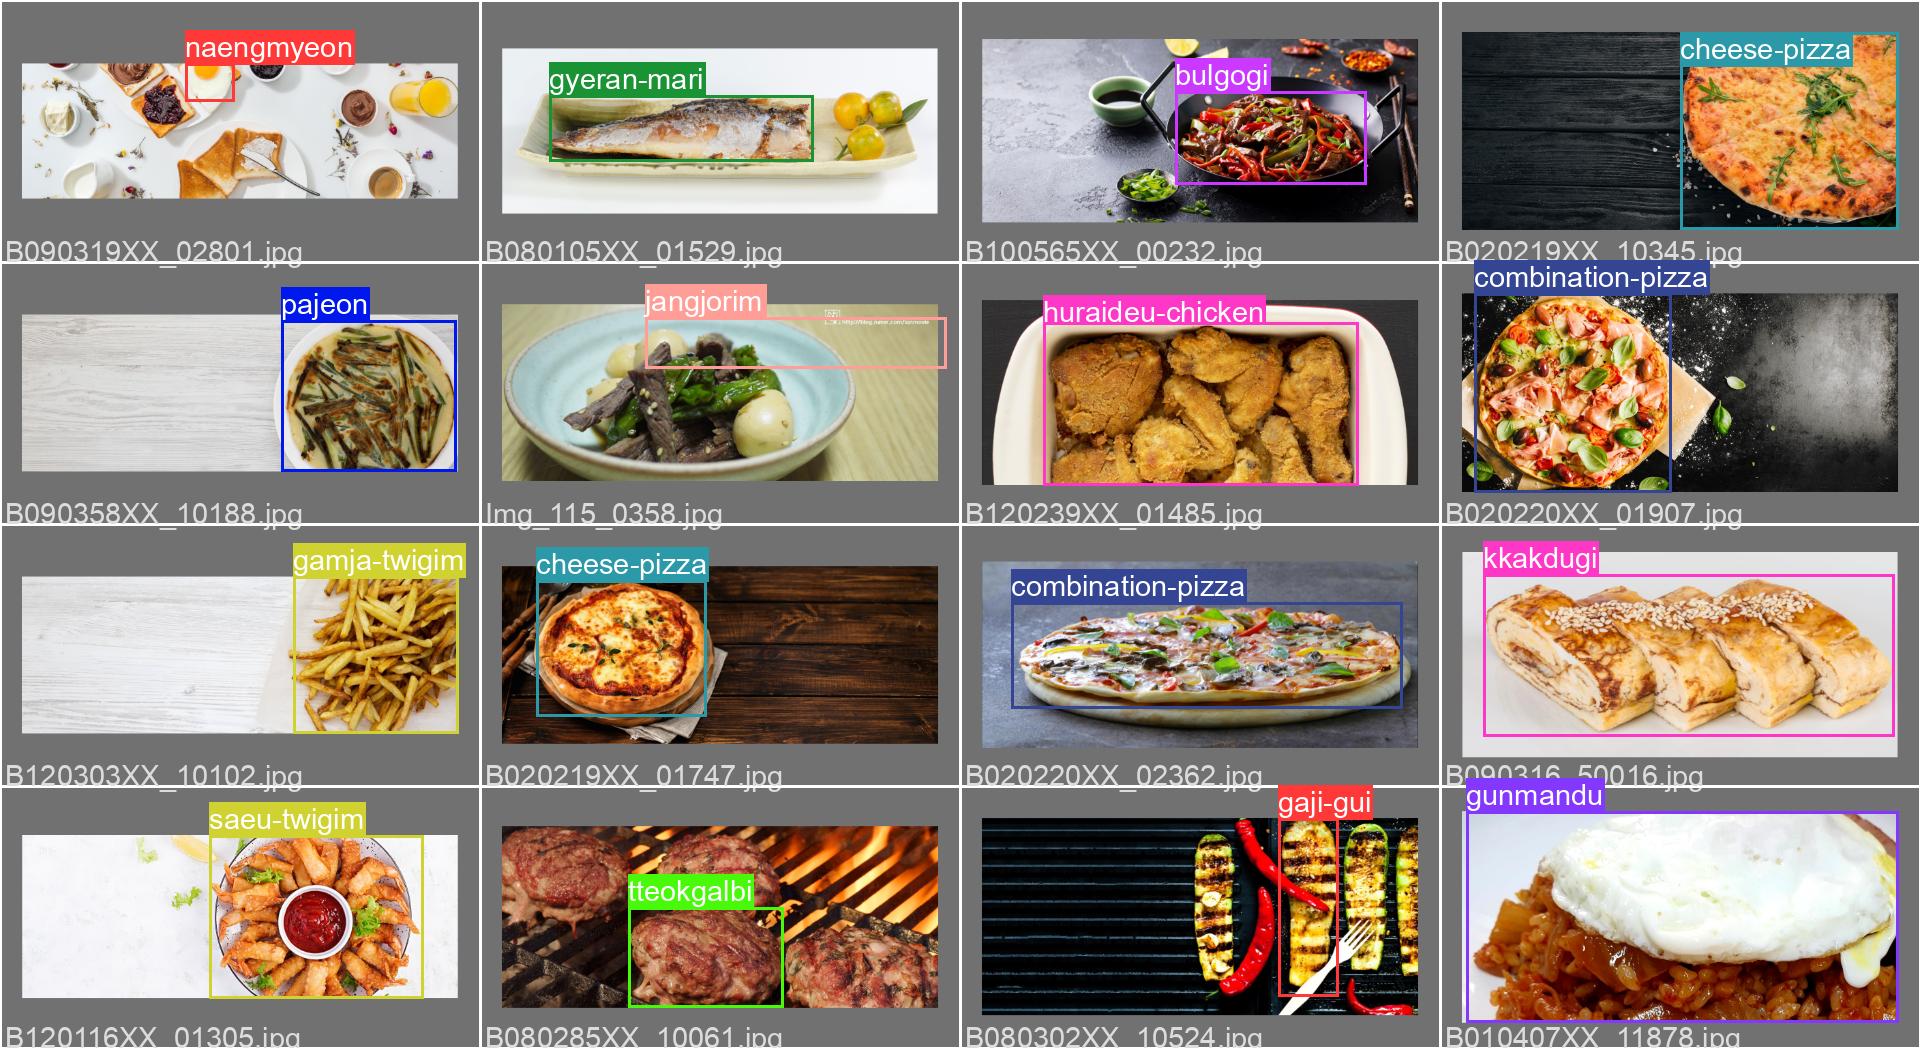 naengmyeon
B090319XX_02801.jpg
gyeran-mari
B080105XX_01529.jpg
bulgogi
B100565XX_00232.jpg
cheese-pizza
B020219XX_10345.jpg
pajeon
B090358XX_10188.jpg
jangjorim
Img_115_0358.jpg
huraideu-chicken
B120239XX_01485.jpg
combination-pizza
B020220XX_01907.jpg
gamja-twigim
B120303XX_10102.jpg
cheese-pizza
B020219XX_01747.jpg
combination-pizza
B020220XX_02362.jpg
kkakdugi
B090316_50016.jpg
saeu-twigim
B120116XX_01305.jpg
tteokgalbi
B080285XX_10061.jpg
gaji-gui
B080302XX_10524.jpg
gunmandu
B010407XX_11878.jpg